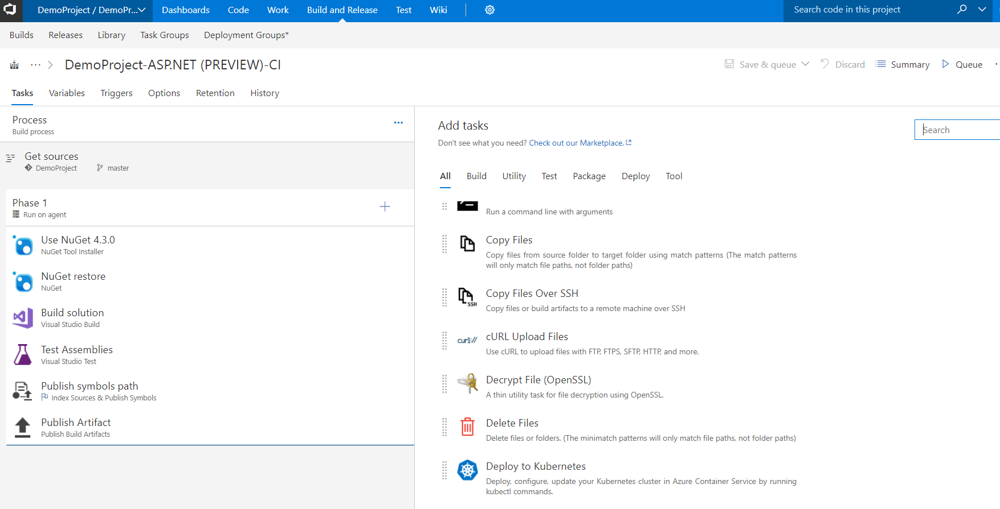 DemoProject / DemoPr... Dashboards Code Work Build and Release Test Wiki Search code in this project
Builds Releases Library Task Groups Deployment Groups*
... DemoProject-ASP.NET (PREVIEW)-CI Save & queue Discard Summary Queue
Tasks Variables Triggers Options Retention History
Process
Build process
Get sources
DemoProject master
Phase 1
Run on agent
Use NuGet 4.3.0
NuGet Tool Installer
NuGet restore
NuGet
Build solution
Visual Studio Build
Test Assemblies
Visual Studio Test
Publish symbols path
Index Sources & Publish Symbols
Publish Artifact
Publish Build Artifacts
Add tasks
Search
Don't see what you need? Check out our Marketplace.
All Build Utility Test Package Deploy Tool
Run a command line with arguments
Copy Files
Copy files from source folder to target folder using match patterns (The match patterns
will only match file paths, not folder paths)
SSH
Copy Files Over SSH
Copy files or build artifacts to a remote machine over SSH
curl://
cURL Upload Files
Use cURL to upload files with FTP, FTPS, SFTP, HTTP, and more.
Decrypt File (OpenSSL)
A thin utility task for file decryption using OpenSSL.
Delete Files
Delete files or folders. (The minimatch patterns will only match file paths, not folder paths)
Deploy to Kubernetes
Deploy, configure, update your Kubernetes cluster in Azure Container Service by running
kubectl commands.